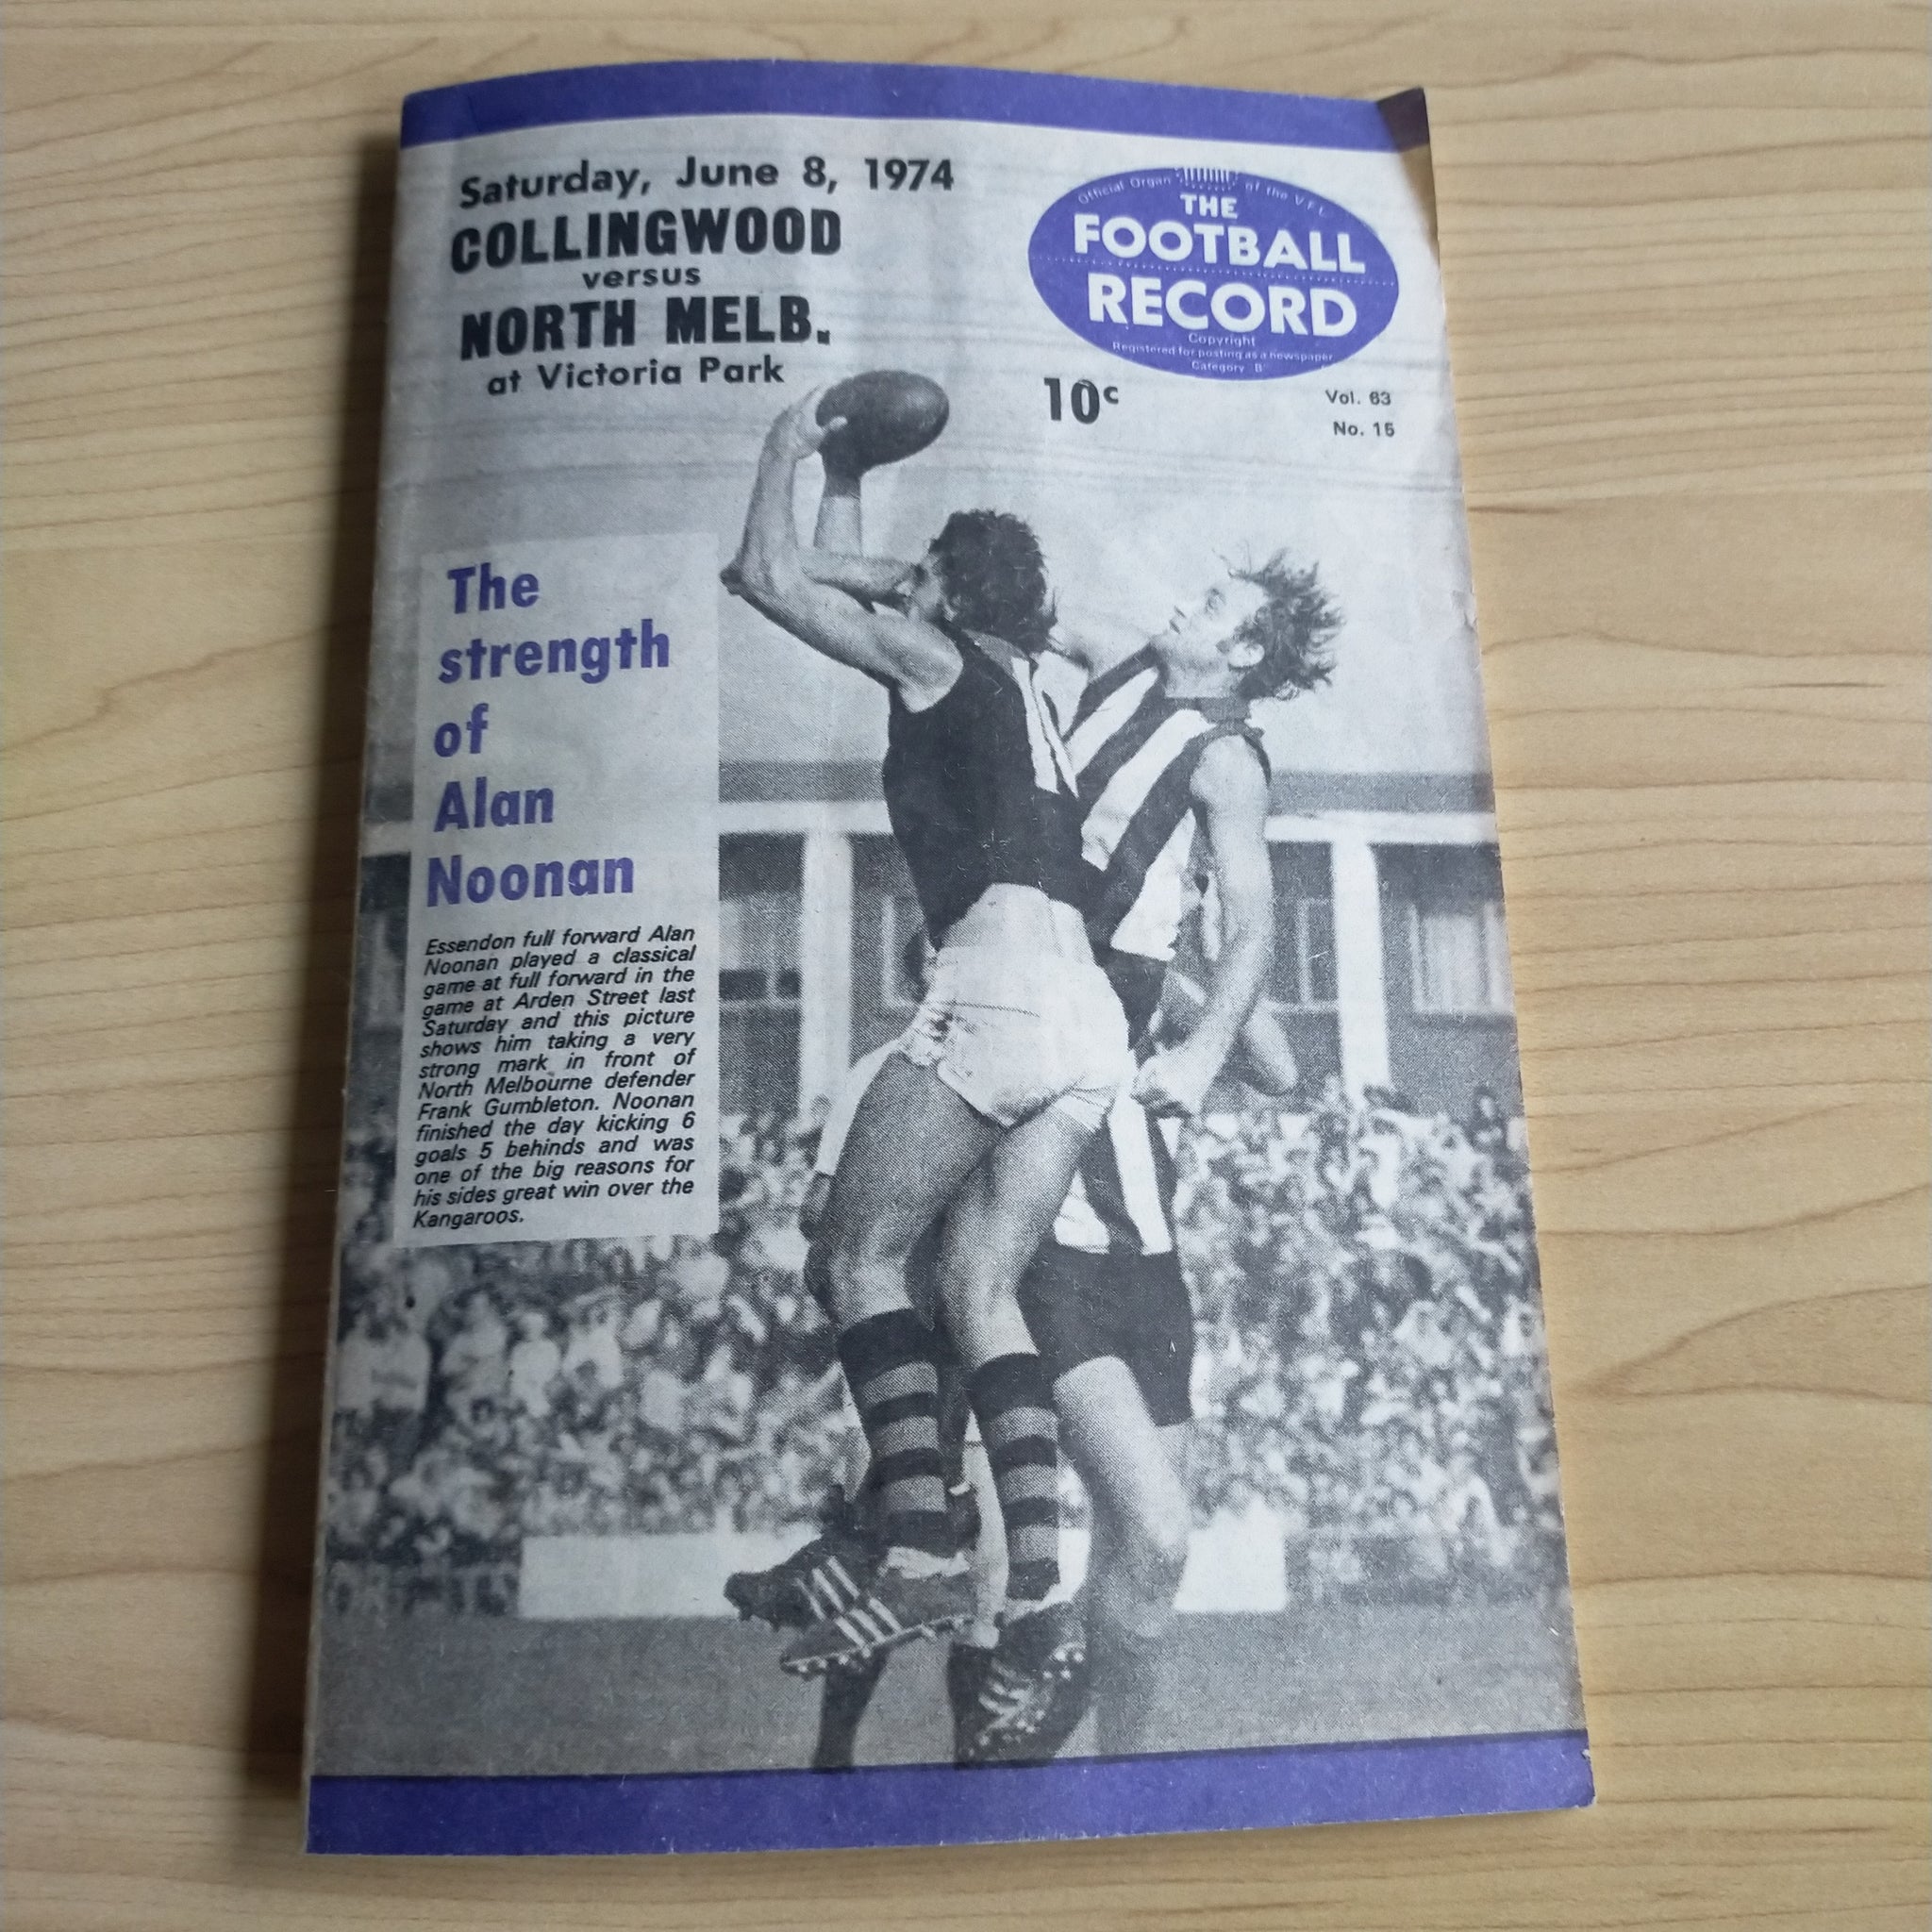 Saturday, June 8, 1974
COLLINGWOOD
versus
NORTH MELB.
at Victoria Park
Official Organ of the V.F.L.
THE
FOOTBALL
RECORD
Copyright
Registered for posting as a newspaper
Category "B"
10c
Vol. 63
No. 15
The
strength
of
Alan
Noonan
Essendon full forward Alan
Noonan played a classical
game at full forward in the
game at Arden Street last
Saturday and this picture
shows him taking a very
strong mark in front of
North Melbourne defender
Frank Gumbleton. Noonan
finished the day kicking 6
goals 5 behinds and was
one of the big reasons for
his sides great win over the
Kangaroos.